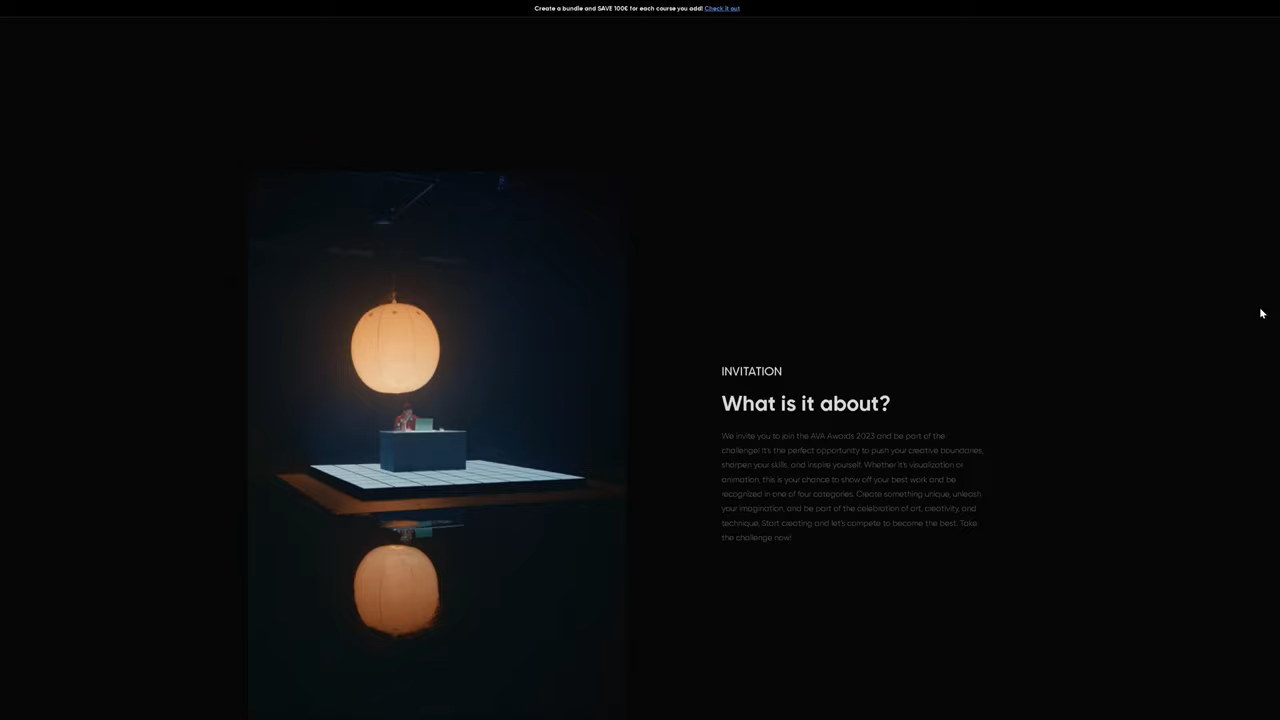 Create a bundle and SAVE 100€ for each course you add! Check it out
INVITATION
What is it about?
We invite you to join the AVA Awads 2023 and be part of the
challenge! It's the perfect opportunity to push your creative boundaries,
sharpen your skills, and inspire yourself. Whether it's visualization or
animation, this is your chance to show off your best work and be
recognized in one of four categories. Create something unique, unleash
your imagination, and be part of the celebration of art, creativity, and
technique. Start creating and let's compete to become the best. Take
the challenge now!